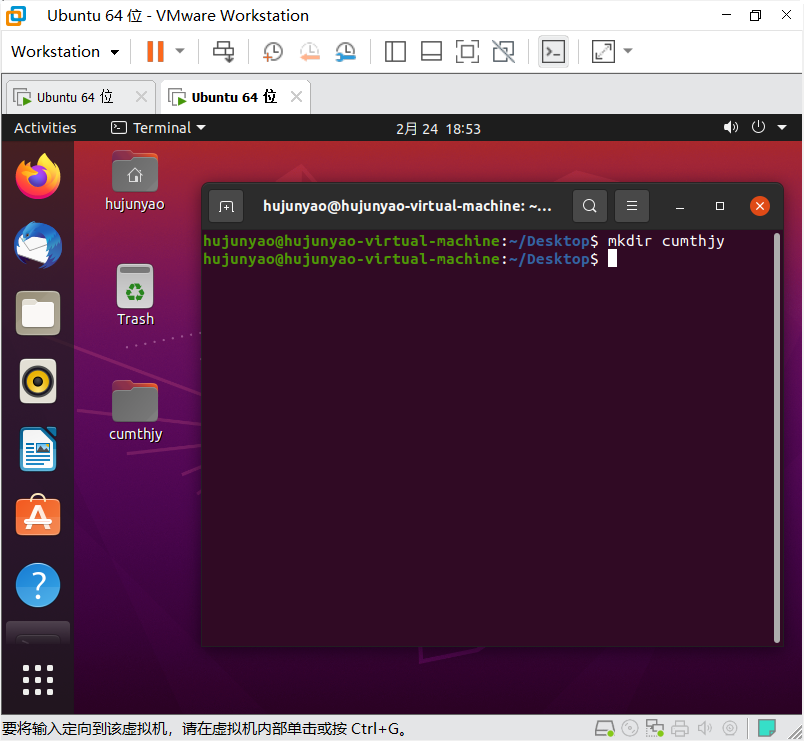 Ubuntu 64 位 - VMware Workstation
Workstation
Ubuntu 64 位
Ubuntu 64 位
Activities
Terminal
2月 24 18:53
hujunyao
Trash
cumthjy
hujunyao@hujunyao-virtual-machine: ~...
hujunyao@hujunyao-virtual-machine:~/Desktop$ mkdir cumthjy
hujunyao@hujunyao-virtual-machine:~/Desktop$
要将输入定向到该虚拟机，请在虚拟机内部单击或按 Ctrl+G。